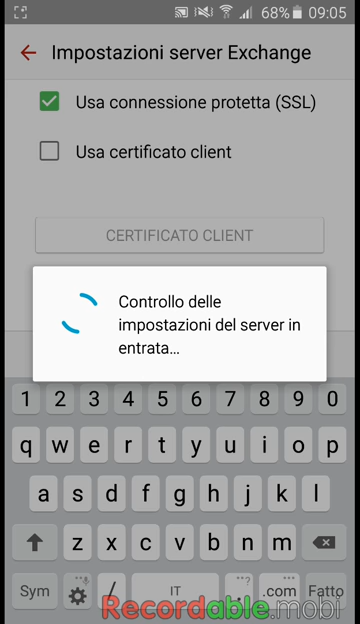 68% 09:05
Impostazioni server Exchange
Usa connessione protetta (SSL)
Usa certificato client
CERTIFICATO CLIENT
Controllo delle
impostazioni del server in
entrata...
1 2 3 4 5 6 7 8 9 0
q w e r t y u i o p
a s d f g h j k l
z x c v b n m
Sym / IT . ? .com Fatto
Recordable.mobi